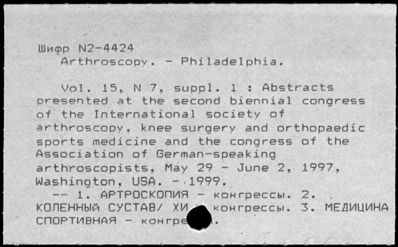 Шифр N2-4424
Arthroscopy. - Philadelphia.
Vol. 15, N 7, suppl. 1 : Abstracts
presented at the second biennial congress
of the International society of
arthroscopy, knee surgery and orthopaedic
sports medicine and the congress of the
Association of German-speaking
arthroscopists, May 29 - June 2, 1997,
Washington, USA. - 1999.
-- 1. АРТРОСКОПИЯ - конгрессы. 2.
КОЛЕННЫЙ СУСТАВ/ ХИ конгрессы. 3. МЕДИЦИНА
СПОРТИВНАЯ - конгре